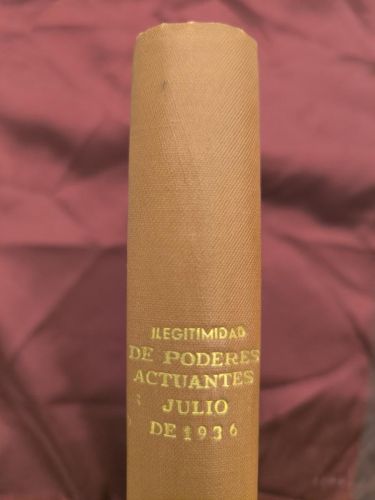 ILEGITIMIDAD
DE PODERES
ACTUANTES
JULIO
DE 1936